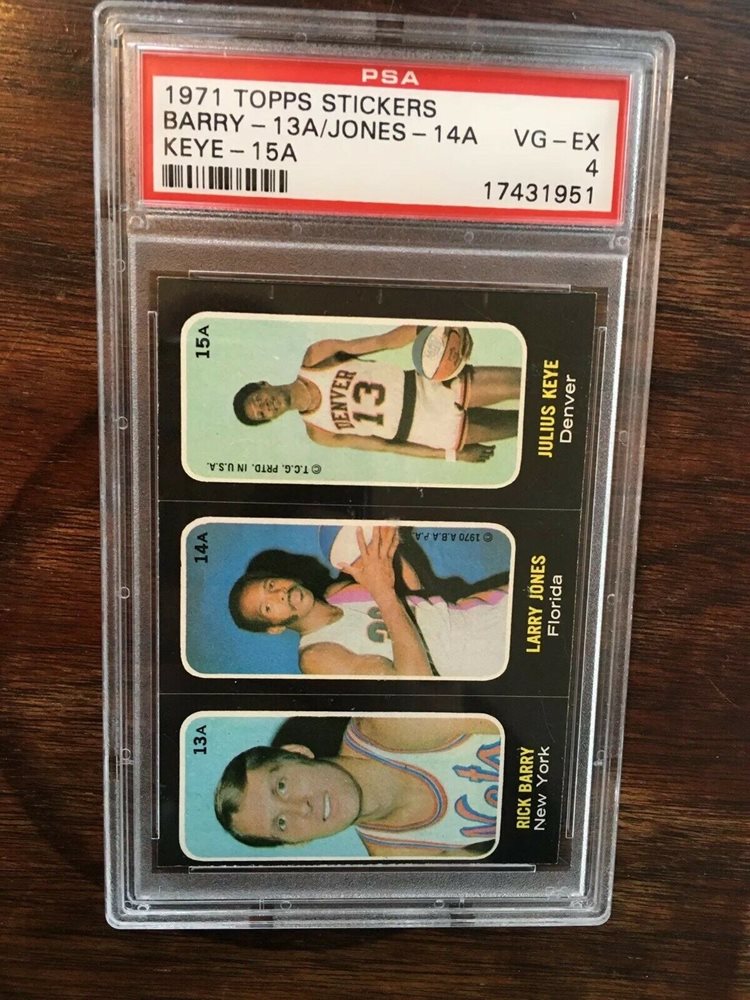 PSA
1971 TOPPS STICKERS
BARRY – 13A/JONES – 14A VG – EX
KEYE – 15A 4
17431951
15A
DENVER
13
© T.C.G. PRTD. IN U.S.A.
JULIUS KEYE
Denver
14A
© 1970 A.B.A.P.A.
LARRY JONES
Florida
13A
Nets
RICK BARRY
New York